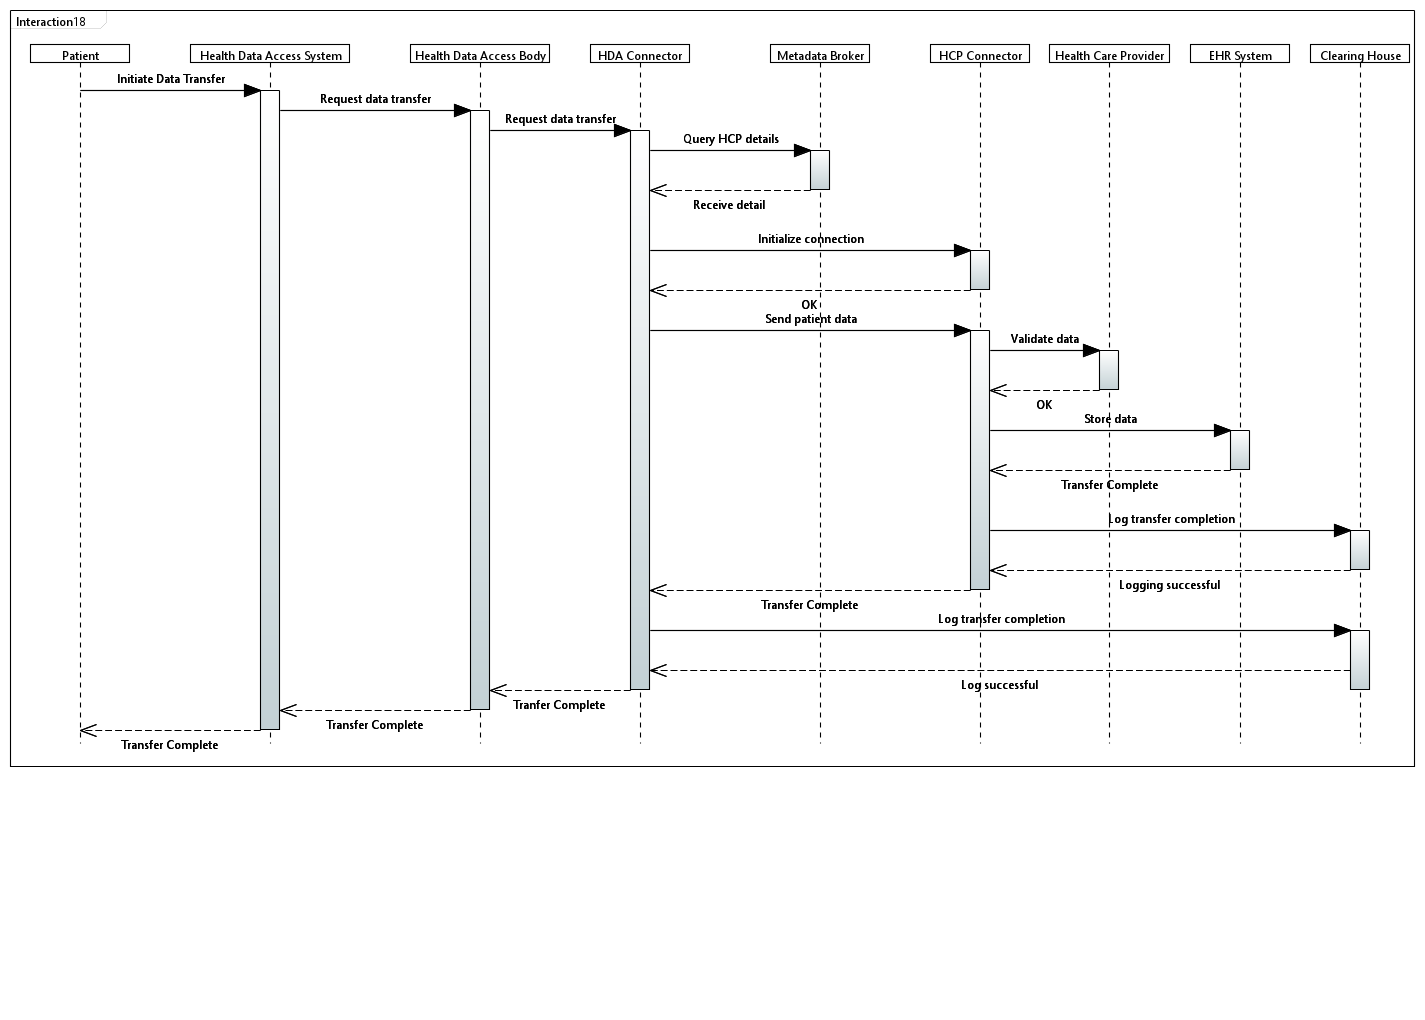 Interaction18
Patient
Health Data Access System
Health Data Access Body
HDA Connector
Metadata Broker
HCP Connector
Health Care Provider
EHR System
Clearing House
Initiate Data Transfer
Request data transfer
Request data transfer
Query HCP details
Receive detail
Initialize connection
OK
Send patient data
Validate data
OK
Store data
Transfer Complete
Log transfer completion
Logging successful
Transfer Complete
Log transfer completion
Log successful
Tranfer Complete
Transfer Complete
Transfer Complete